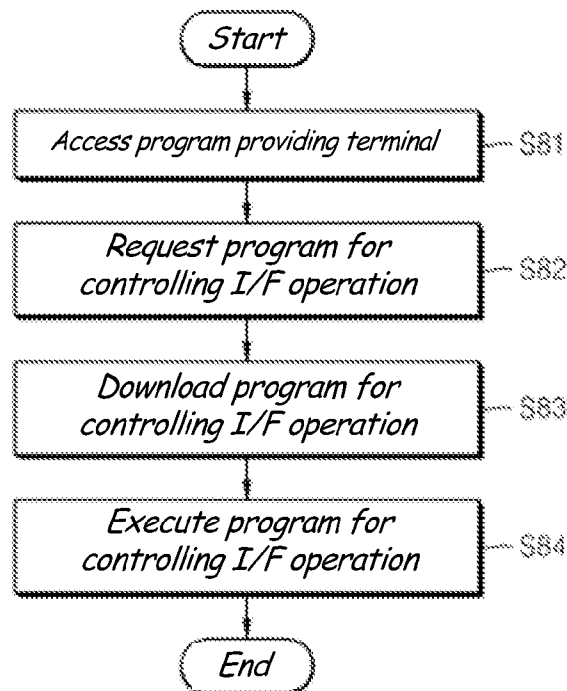 Start
Access program providing terminal
S81
Request program for
controlling I/F operation
S82
Download program for
controlling I/F operation
S83
Execute program for
controlling I/F operation
S84
End